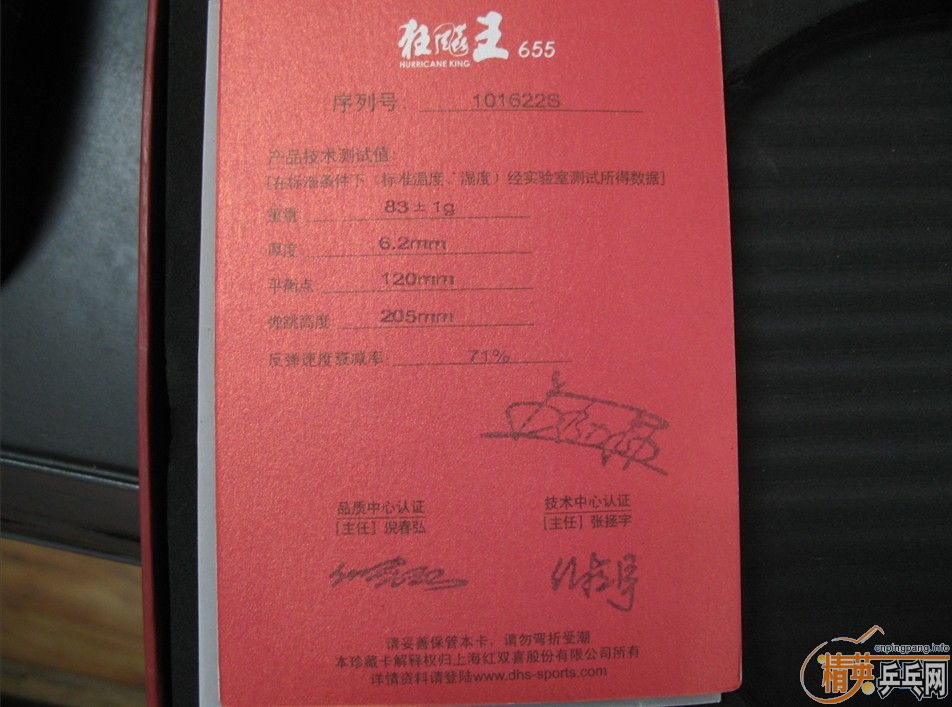 狂飚王 655
HURRICANE KING
序列号: 101622S
产品技术测试值:
[在标准条件下（标准温度、湿度）经实验室测试所得数据]
重量 83±1g
厚度 6.2mm
平衡点 120mm
弹跳高度 205mm
反弹速度衰减率: 71%
品质中心认证
[主任] 倪春弘
技术中心认证
[主任] 张拯宇
请妥善保管本卡，请勿弯折受潮
本珍藏卡解释权归上海红双喜股份有限公司所有
详情资料请登陆www.dhs-sports.com
cnpingpang.info
精英乒乓网